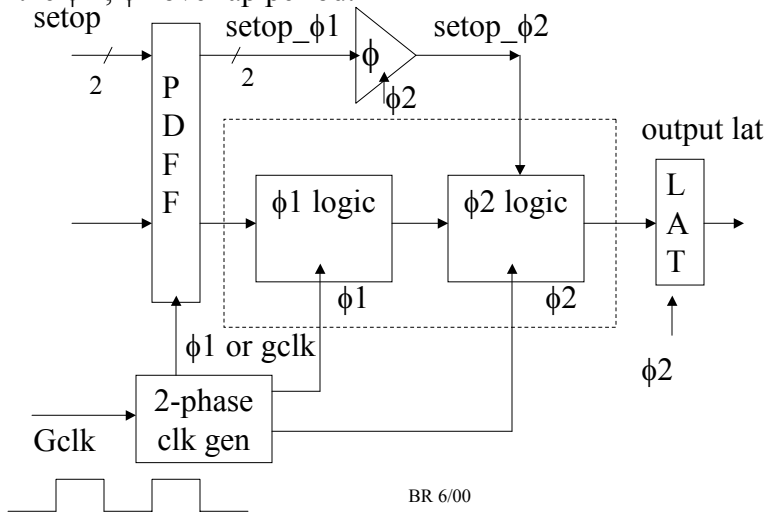 setop
2
setop_ϕ1
2
ϕ
ϕ2
setop_ϕ2
P
D
F
F
ϕ1 logic
ϕ1
ϕ2 logic
ϕ2
output lat
L
A
T
ϕ2
ϕ1 or gclk
2-phase
clk gen
Gclk
BR 6/00